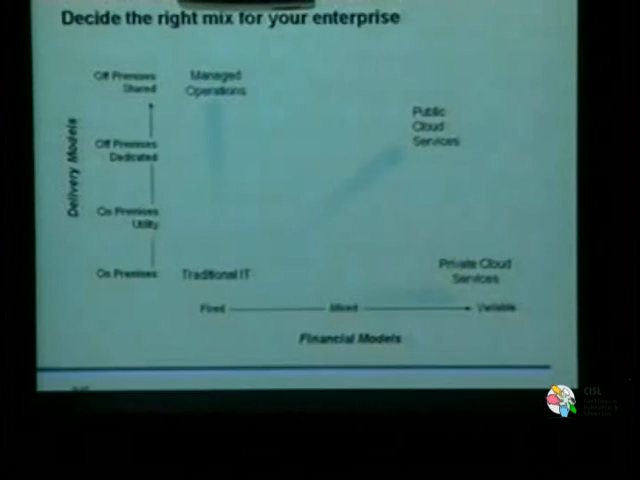 Decide the right mix for your enterprise
Off Premises
Shared
Managed
Operations
Public
Cloud
Services
Off Premises
Dedicated
Delivery Models
On Premises
Utility
Private Cloud
Services
On Premises
Traditional IT
Fixed
Mixed
Variable
Financial Models
CISL